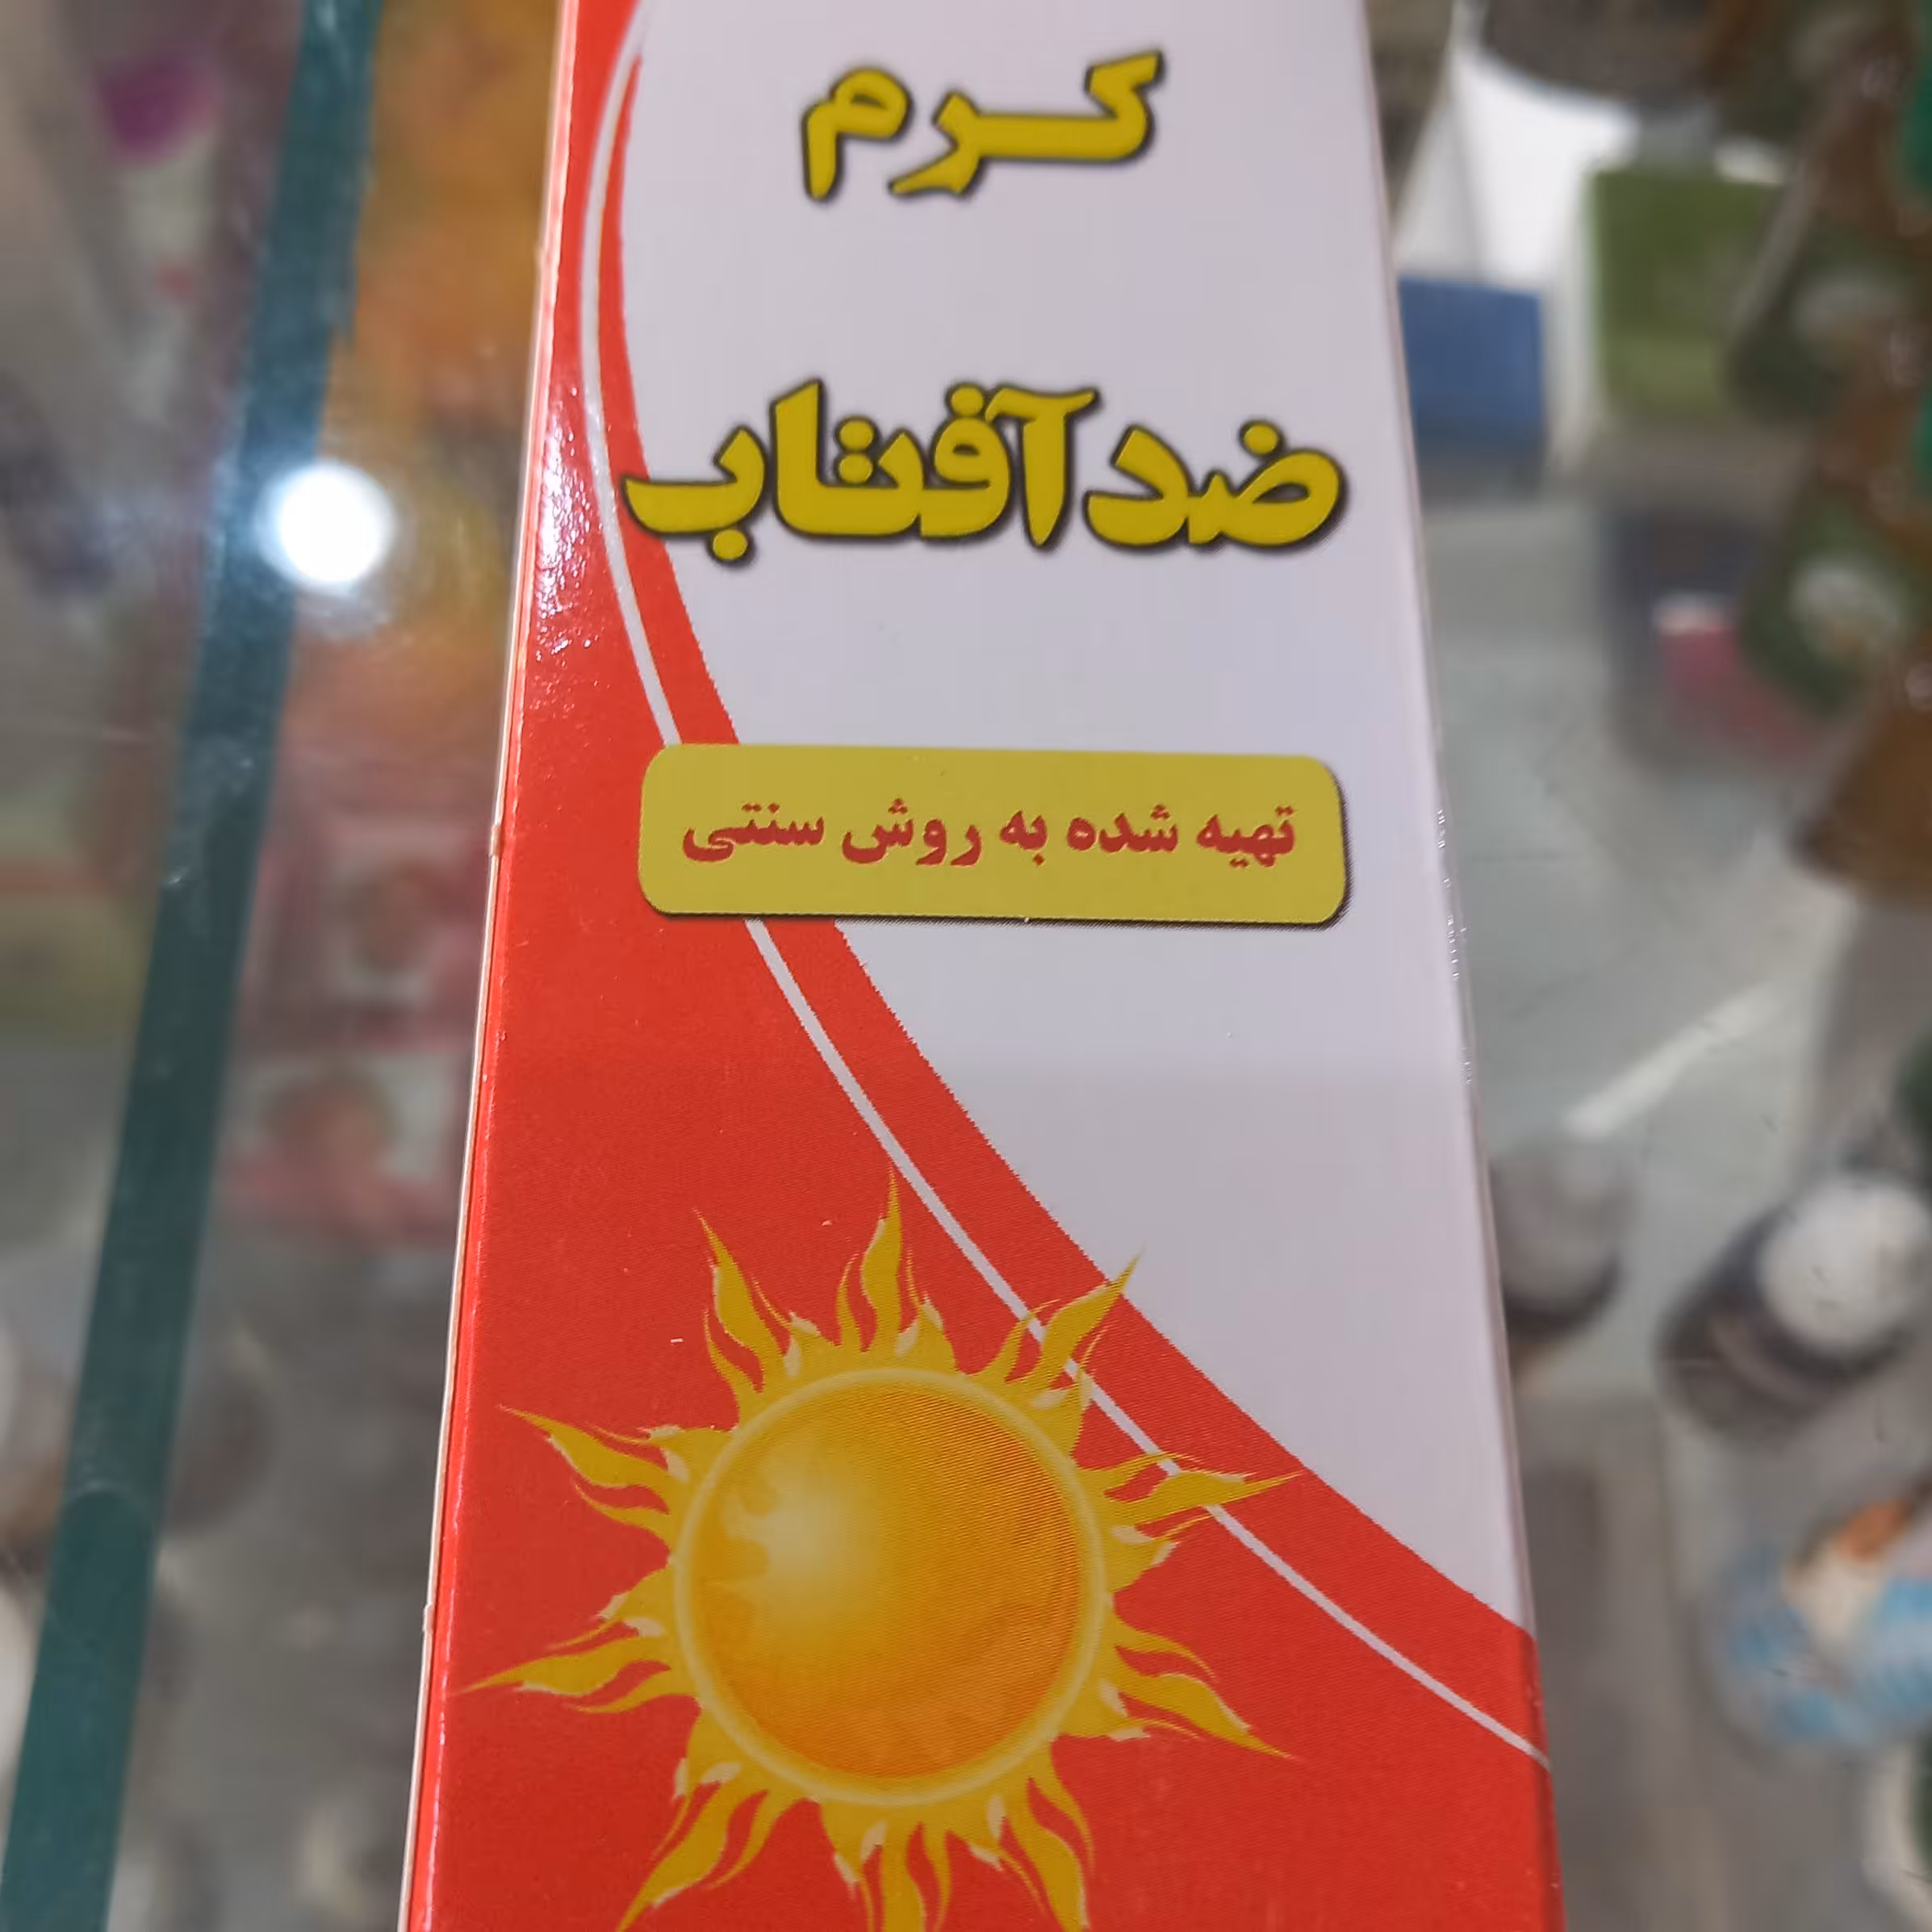 کرم
ضد آفتاب
تهیه شده به روش سنتی